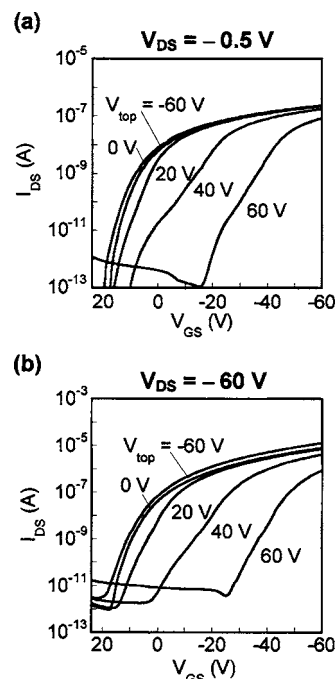 (a)
V_DS = − 0.5 V
10^-5
10^-7
10^-9
10^-11
10^-13
I_DS (A)
V_top = -60 V
0 V
20 V
40 V
60 V
20
0
-20
-40
-60
V_GS (V)
(b)
V_DS = − 60 V
10^-3
10^-5
10^-7
10^-9
10^-11
10^-13
I_DS (A)
V_top = -60 V
0 V
20 V
40 V
60 V
20
0
-20
-40
-60
V_GS (V)